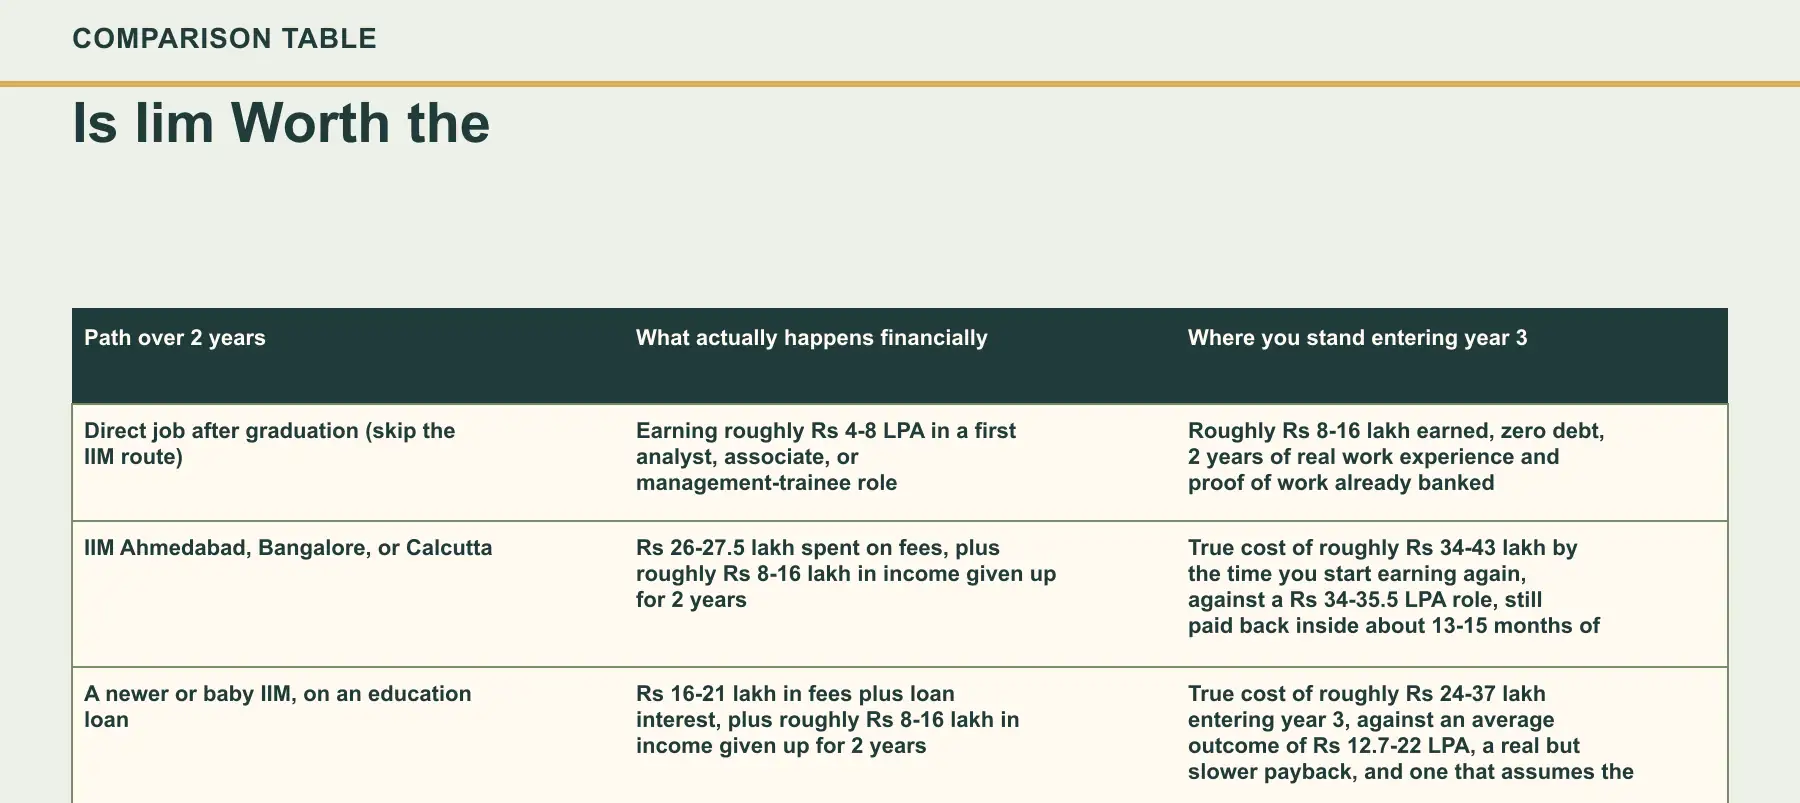 COMPARISON TABLE
Is Iim Worth the
Path over 2 years
What actually happens financially
Where you stand entering year 3
Direct job after graduation (skip the
IIM route)
Earning roughly Rs 4-8 LPA in a first
analyst, associate, or
management-trainee role
Roughly Rs 8-16 lakh earned, zero debt,
2 years of real work experience and
proof of work already banked
IIM Ahmedabad, Bangalore, or Calcutta
Rs 26-27.5 lakh spent on fees, plus
roughly Rs 8-16 lakh in income given up
for 2 years
True cost of roughly Rs 34-43 lakh by
the time you start earning again,
against a Rs 34-35.5 LPA role, still
paid back inside about 13-15 months of
A newer or baby IIM, on an education
loan
Rs 16-21 lakh in fees plus loan
interest, plus roughly Rs 8-16 lakh in
income given up for 2 years
True cost of roughly Rs 24-37 lakh
entering year 3, against an average
outcome of Rs 12.7-22 LPA, a real but
slower payback, and one that assumes the